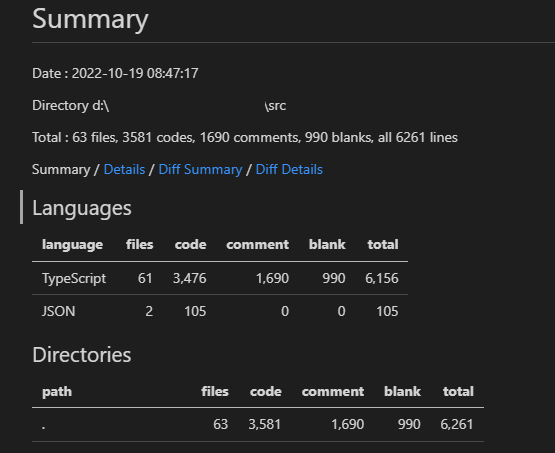 Summary
Date : 2022-10-19 08:47:17
Directory d:\ \src
Total : 63 files, 3581 codes, 1690 comments, 990 blanks, all 6261 lines
Summary / Details / Diff Summary / Diff Details
Languages
language files code comment blank total
TypeScript 61 3,476 1,690 990 6,156
JSON 2 105 0 0 105
Directories
path files code comment blank total
. 63 3,581 1,690 990 6,261